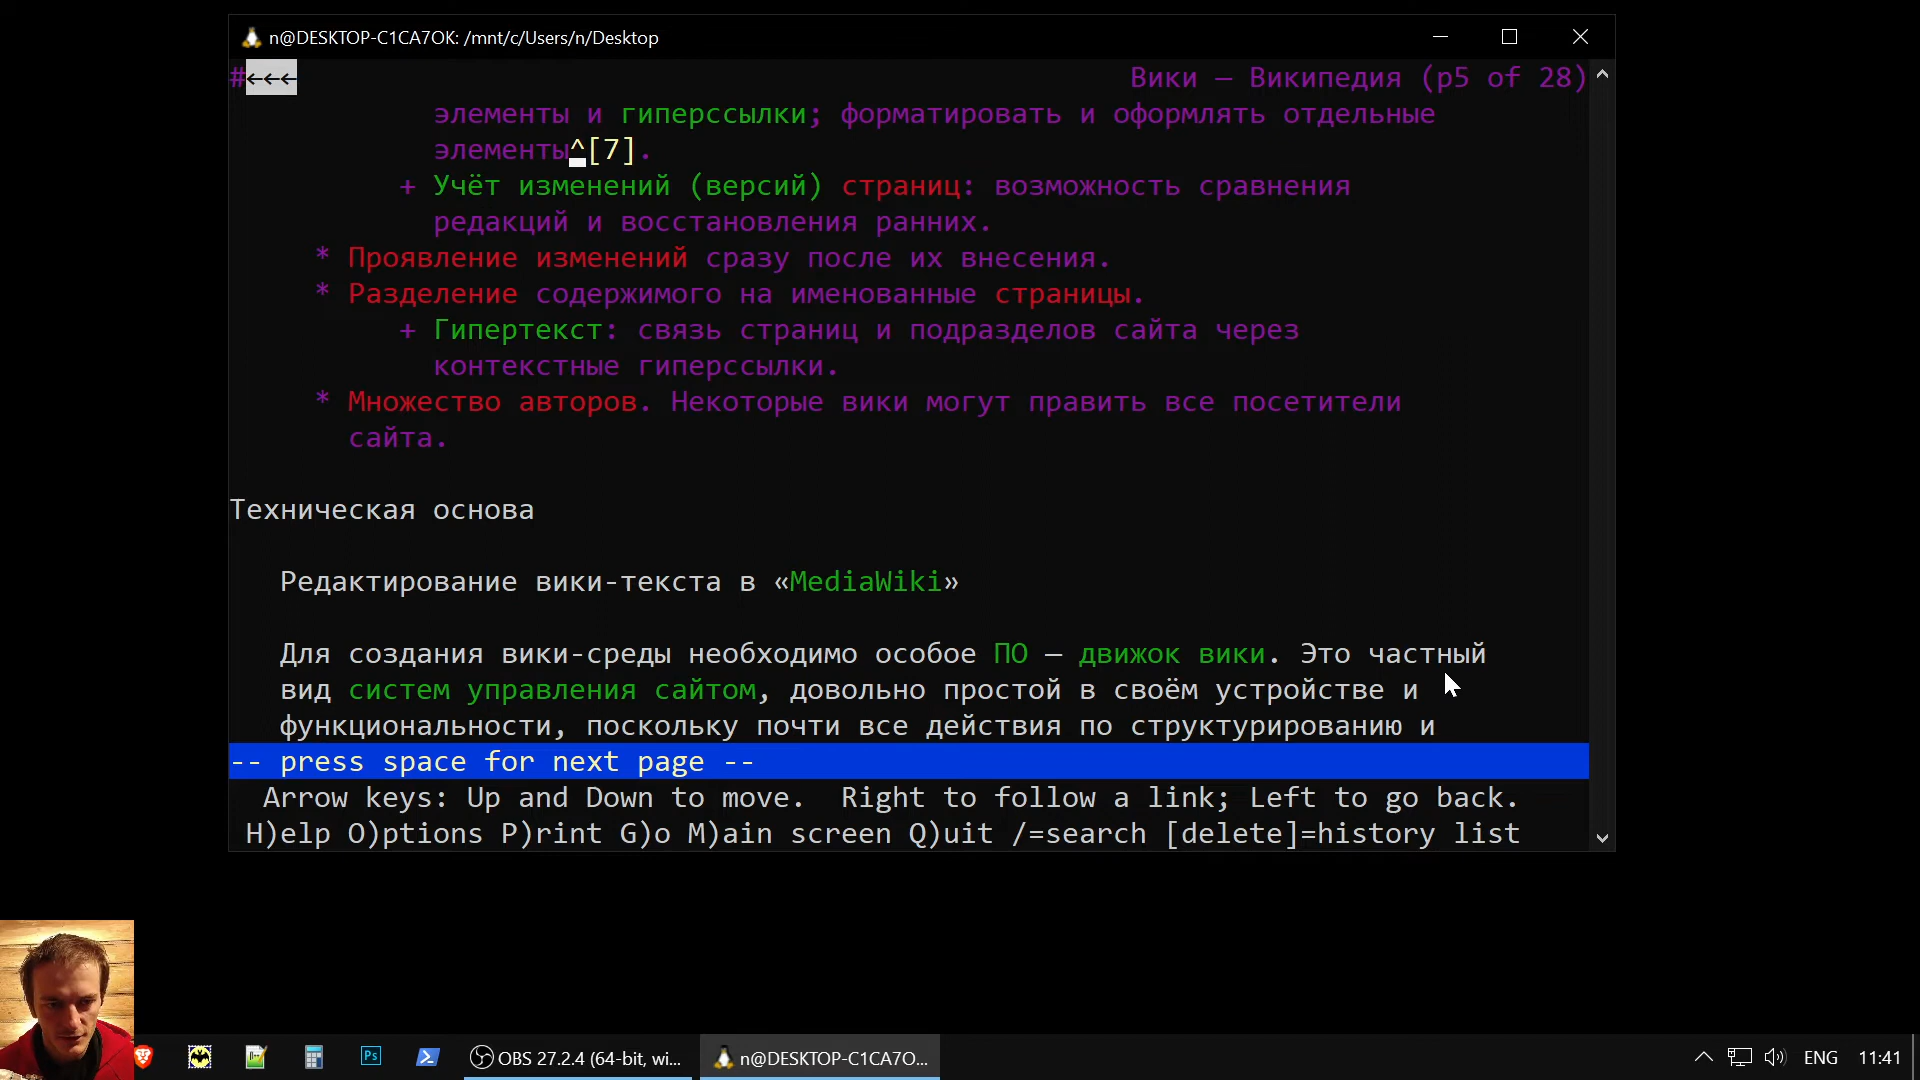 n@DESKTOP-C1CA7OK: /mnt/c/Users/n/Desktop
#←←← Вики — Википедия (p5 of 28)
элементы и гиперссылки; форматировать и оформлять отдельные
элементы^[7].
+ Учёт изменений (версий) страниц: возможность сравнения
редакций и восстановления ранних.
* Проявление изменений сразу после их внесения.
* Разделение содержимого на именованные страницы.
+ Гипертекст: связь страниц и подразделов сайта через
контекстные гиперссылки.
* Множество авторов. Некоторые вики могут править все посетители
сайта.
Техническая основа
Редактирование вики-текста в «MediaWiki»
Для создания вики-среды необходимо особое ПО — движок вики. Это частный
вид систем управления сайтом, довольно простой в своём устройстве и
функциональности, поскольку почти все действия по структурированию и
-- press space for next page --
Arrow keys: Up and Down to move. Right to follow a link; Left to go back.
H)elp O)ptions P)rint G)o M)ain screen Q)uit /=search [delete]=history list
Ps
OBS 27.2.4 (64-bit, wi...
n@DESKTOP-C1CA7O...
ENG
11:41